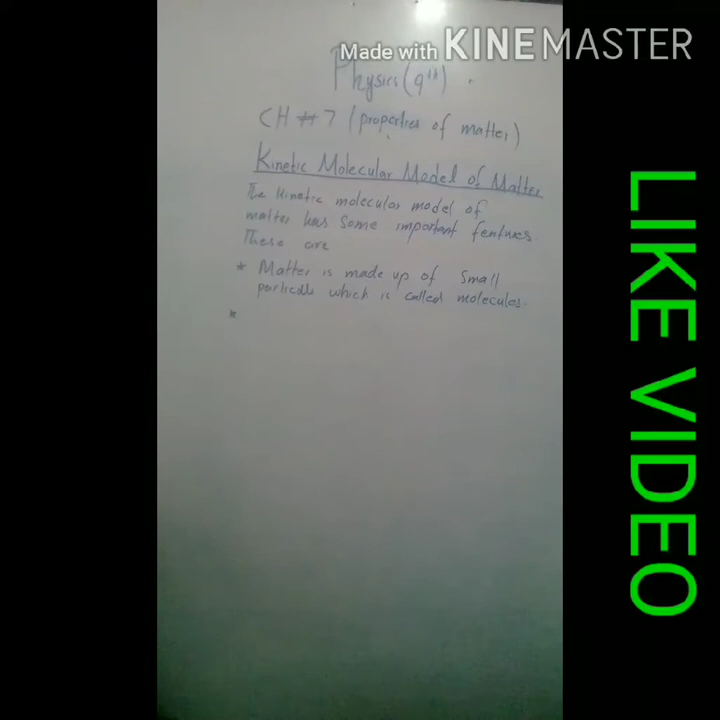 Made with KINEMASTER
Physics (9th)
CH # 7 (properties of matter)
Kinetic Molecular Model of Matter
The kinetic molecular model of
matter has some important features.
These are
* Matter is made up of small
particals which is called molecules.
*
LIKE VIDEO